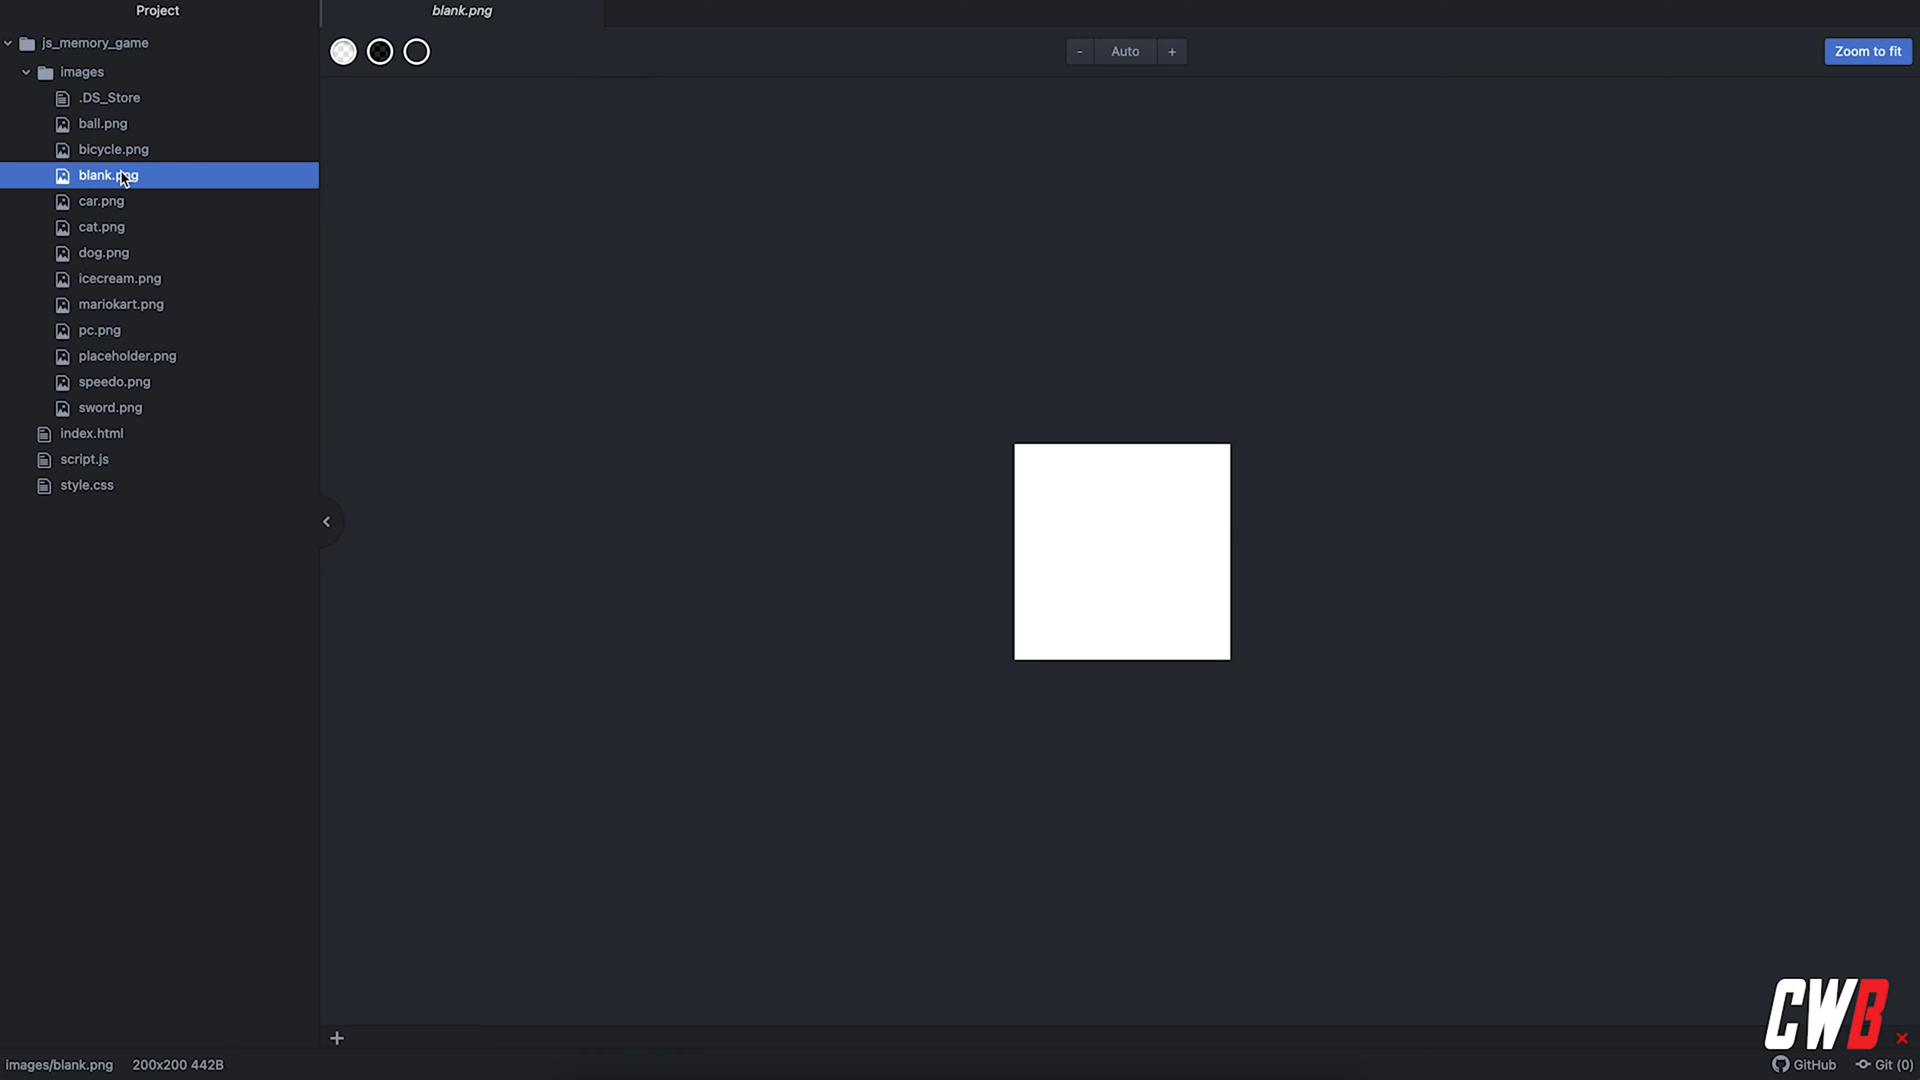 Project
js_memory_game
images
.DS_Store
ball.png
bicycle.png
blank.png
car.png
cat.png
dog.png
icecream.png
mariokart.png
pc.png
placeholder.png
speedo.png
sword.png
index.html
script.js
style.css
blank.png
- Auto +
Zoom to fit
CWB
images/blank.png 200x200 442B
GitHub Git (0)